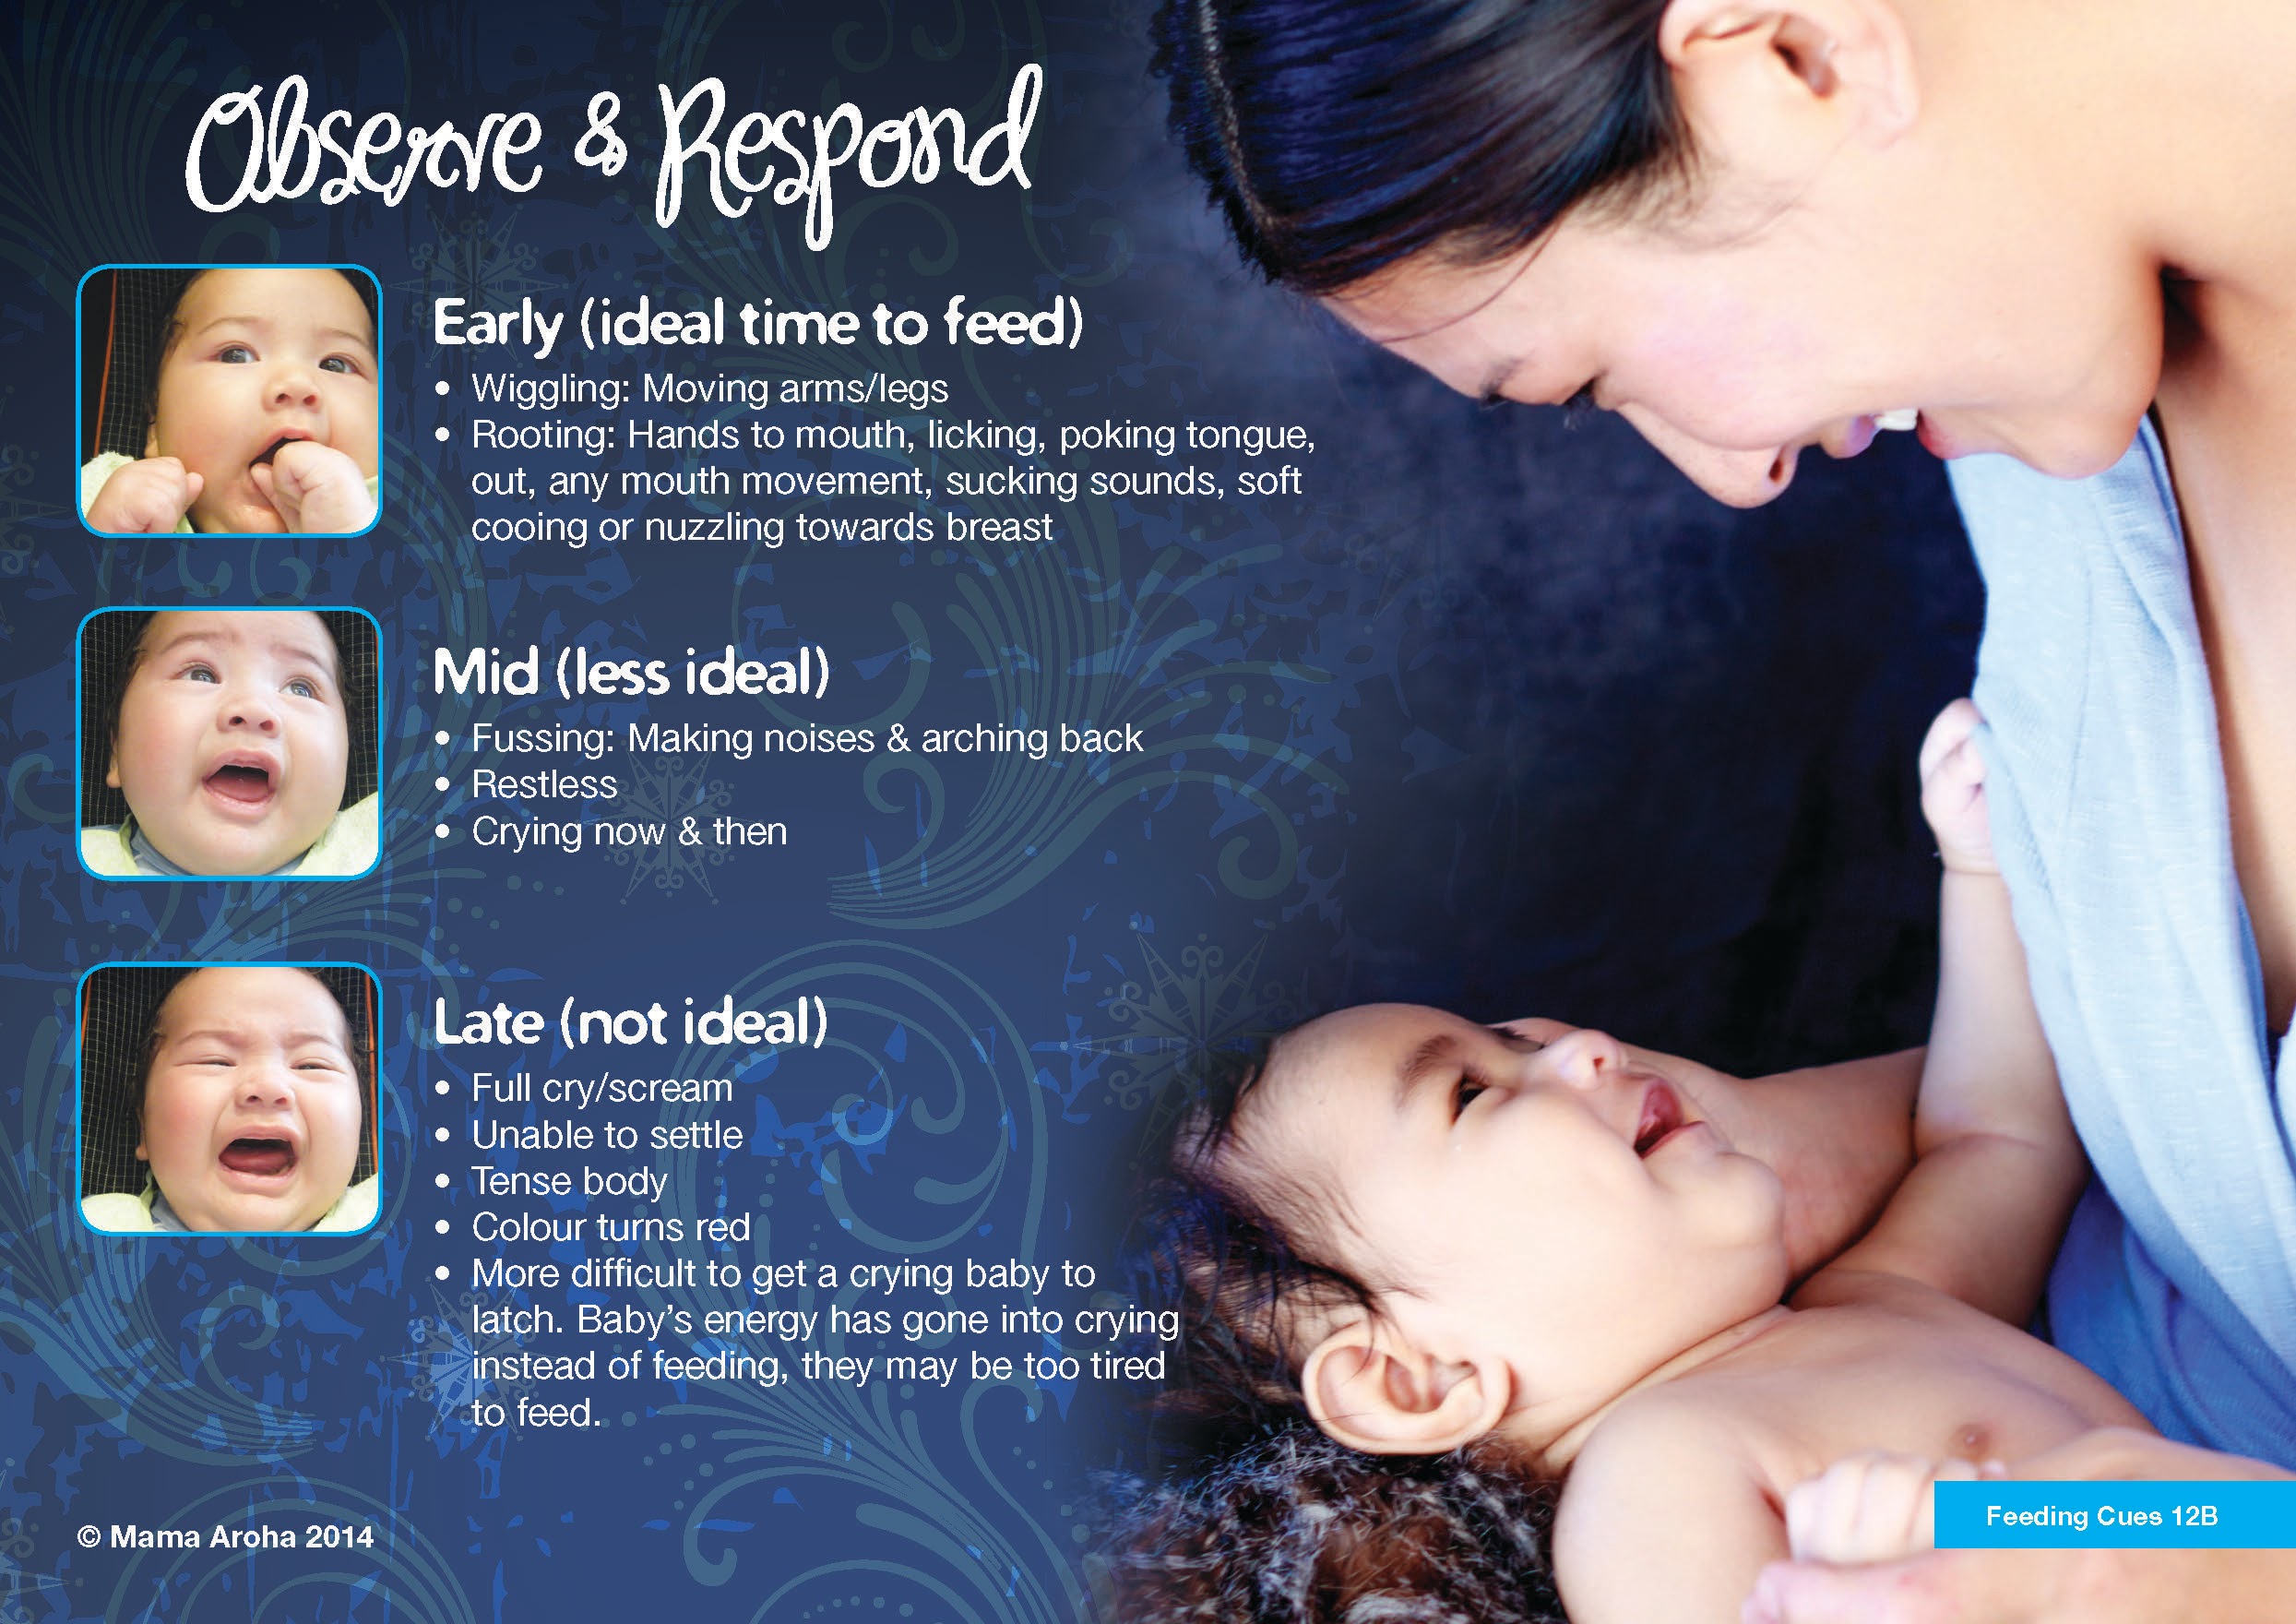 Observe & Respond
Early (ideal time to feed)
• Wiggling: Moving arms/legs
• Rooting: Hands to mouth, licking, poking tongue,
out, any mouth movement, sucking sounds, soft
cooing or nuzzling towards breast
Mid (less ideal)
• Fussing: Making noises & arching back
• Restless
• Crying now & then
Late (not ideal)
• Full cry/scream
• Unable to settle
• Tense body
• Colour turns red
• More difficult to get a crying baby to
latch. Baby’s energy has gone into crying
instead of feeding, they may be too tired
to feed.
© Mama Aroha 2014
Feeding Cues 12B